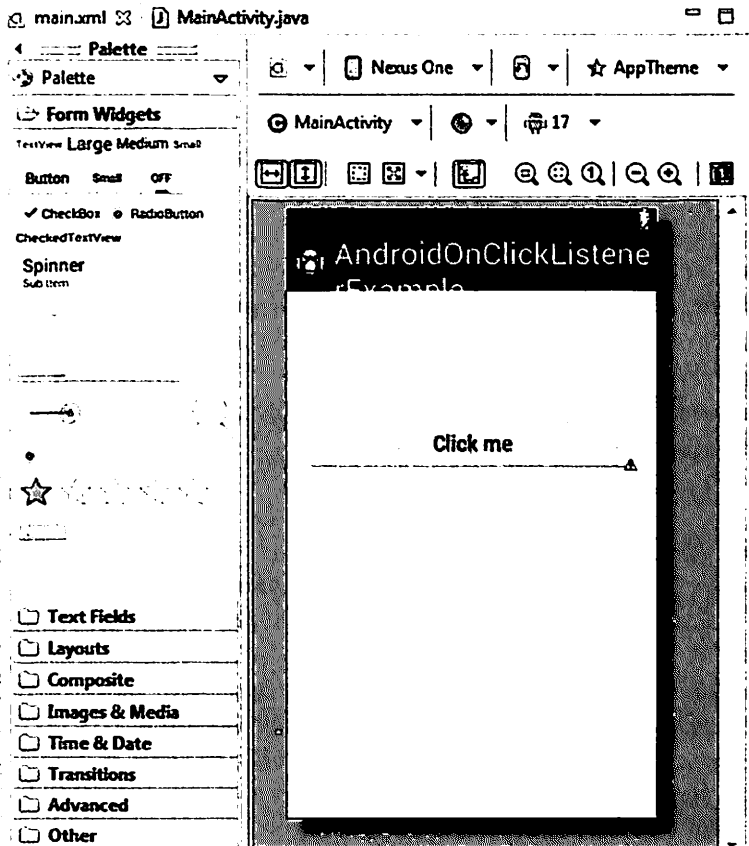 main.xml MainActivity.java
Palette
Palette
Form Widgets
TextView Large Medium Small
Button Small OFF
CheckBox RadioButton
CheckedTextView
Spinner
Sub Item
Text Fields
Layouts
Composite
Images & Media
Time & Date
Transitions
Advanced
Other
Nexus One AppTheme
MainActivity 17
AndroidOnClickListene
rExample
Click me